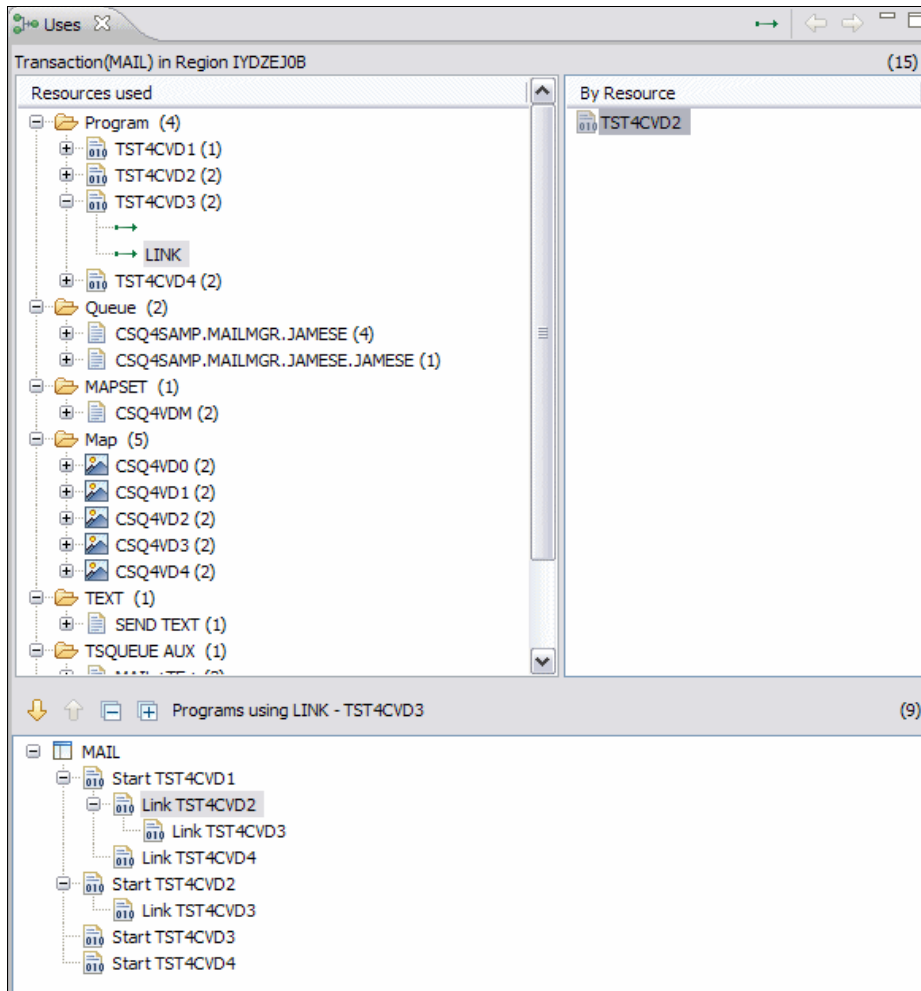 Uses
Transaction(MAIL) in Region IYDZEJ0B (15)
Resources used
Program (4)
TST4CVD1 (1)
TST4CVD2 (2)
TST4CVD3 (2)
LINK
TST4CVD4 (2)
Queue (2)
CSQ4SAMP.MAILMGR.JAMESE (4)
CSQ4SAMP.MAILMGR.JAMESE.JAMESE (1)
MAPSET (1)
CSQ4VDM (2)
Map (5)
CSQ4VD0 (2)
CSQ4VD1 (2)
CSQ4VD2 (2)
CSQ4VD3 (2)
CSQ4VD4 (2)
TEXT (1)
SEND TEXT (1)
TSQUEUE AUX (1)
By Resource
TST4CVD2
Programs using LINK - TST4CVD3 (9)
MAIL
Start TST4CVD1
Link TST4CVD2
Link TST4CVD3
Link TST4CVD4
Start TST4CVD2
Link TST4CVD3
Start TST4CVD3
Start TST4CVD4